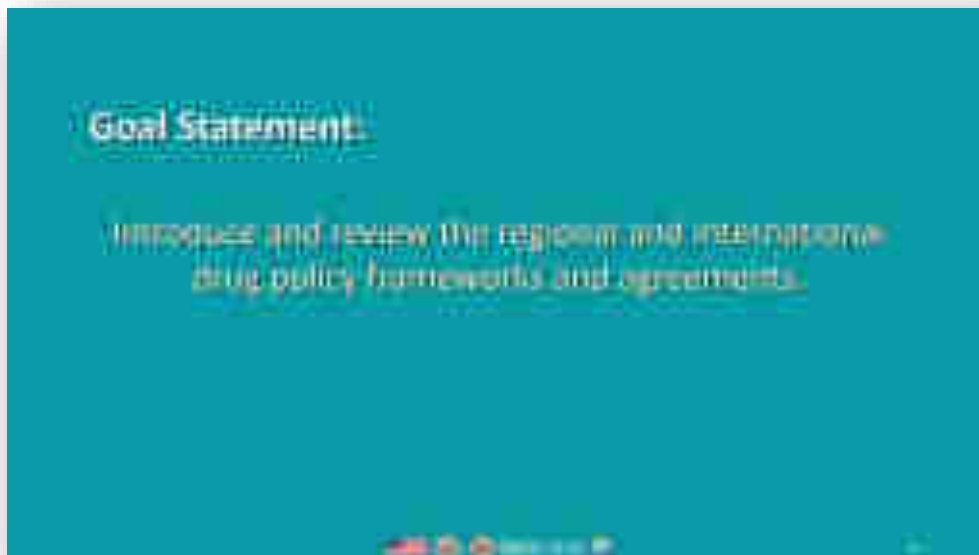 Goal Statement:
Introduce and review the regional and international
drug policy frameworks and agreements.